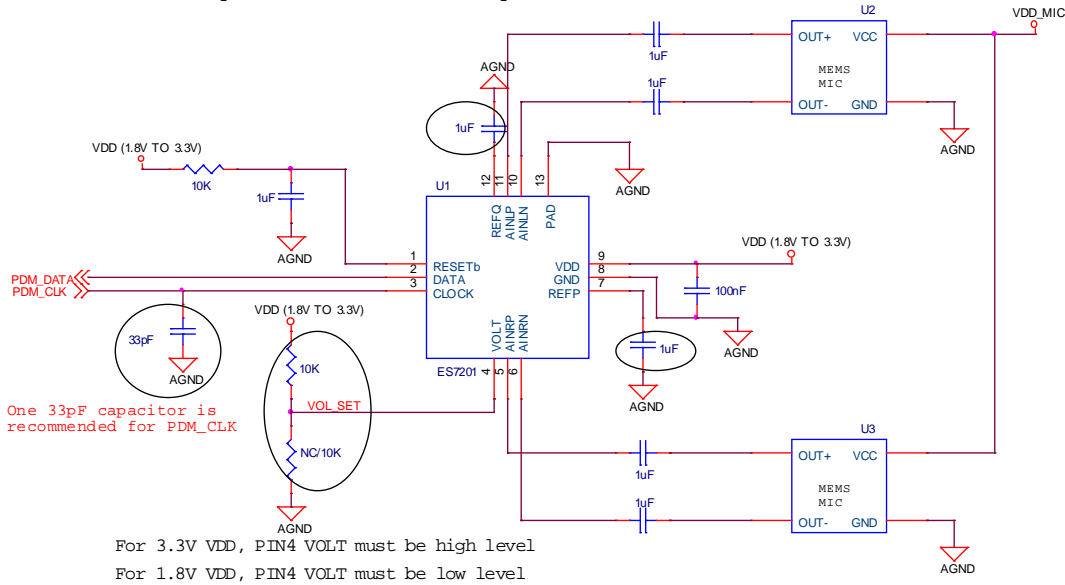 U2
VDD_MIC
OUT+
VCC
1uF
MEMS
MIC
AGND
1uF
OUT-
GND
1uF
VDD (1.8V TO 3.3V)
AGND
10K
1uF
12
11
10
13
AGND
U1
REFQ
AINLP
AINLN
PAD
AGND
1
RESETb
2
DATA
3
CLOCK
PDM_DATA
PDM_CLK
VDD
9
GND
8
REFP
7
VDD (1.8V TO 3.3V)
100nF
AGND
33pF
AGND
VDD (1.8V TO 3.3V)
10K
VOLT
AINRP
AINRN
ES7201
4
5
6
1uF
AGND
One 33pF capacitor is
recommended for PDM_CLK
VOL_SET
NC/10K
AGND
U3
OUT+
VCC
1uF
MEMS
MIC
1uF
OUT-
GND
AGND
For 3.3V VDD, PIN4 VOLT must be high level
For 1.8V VDD, PIN4 VOLT must be low level